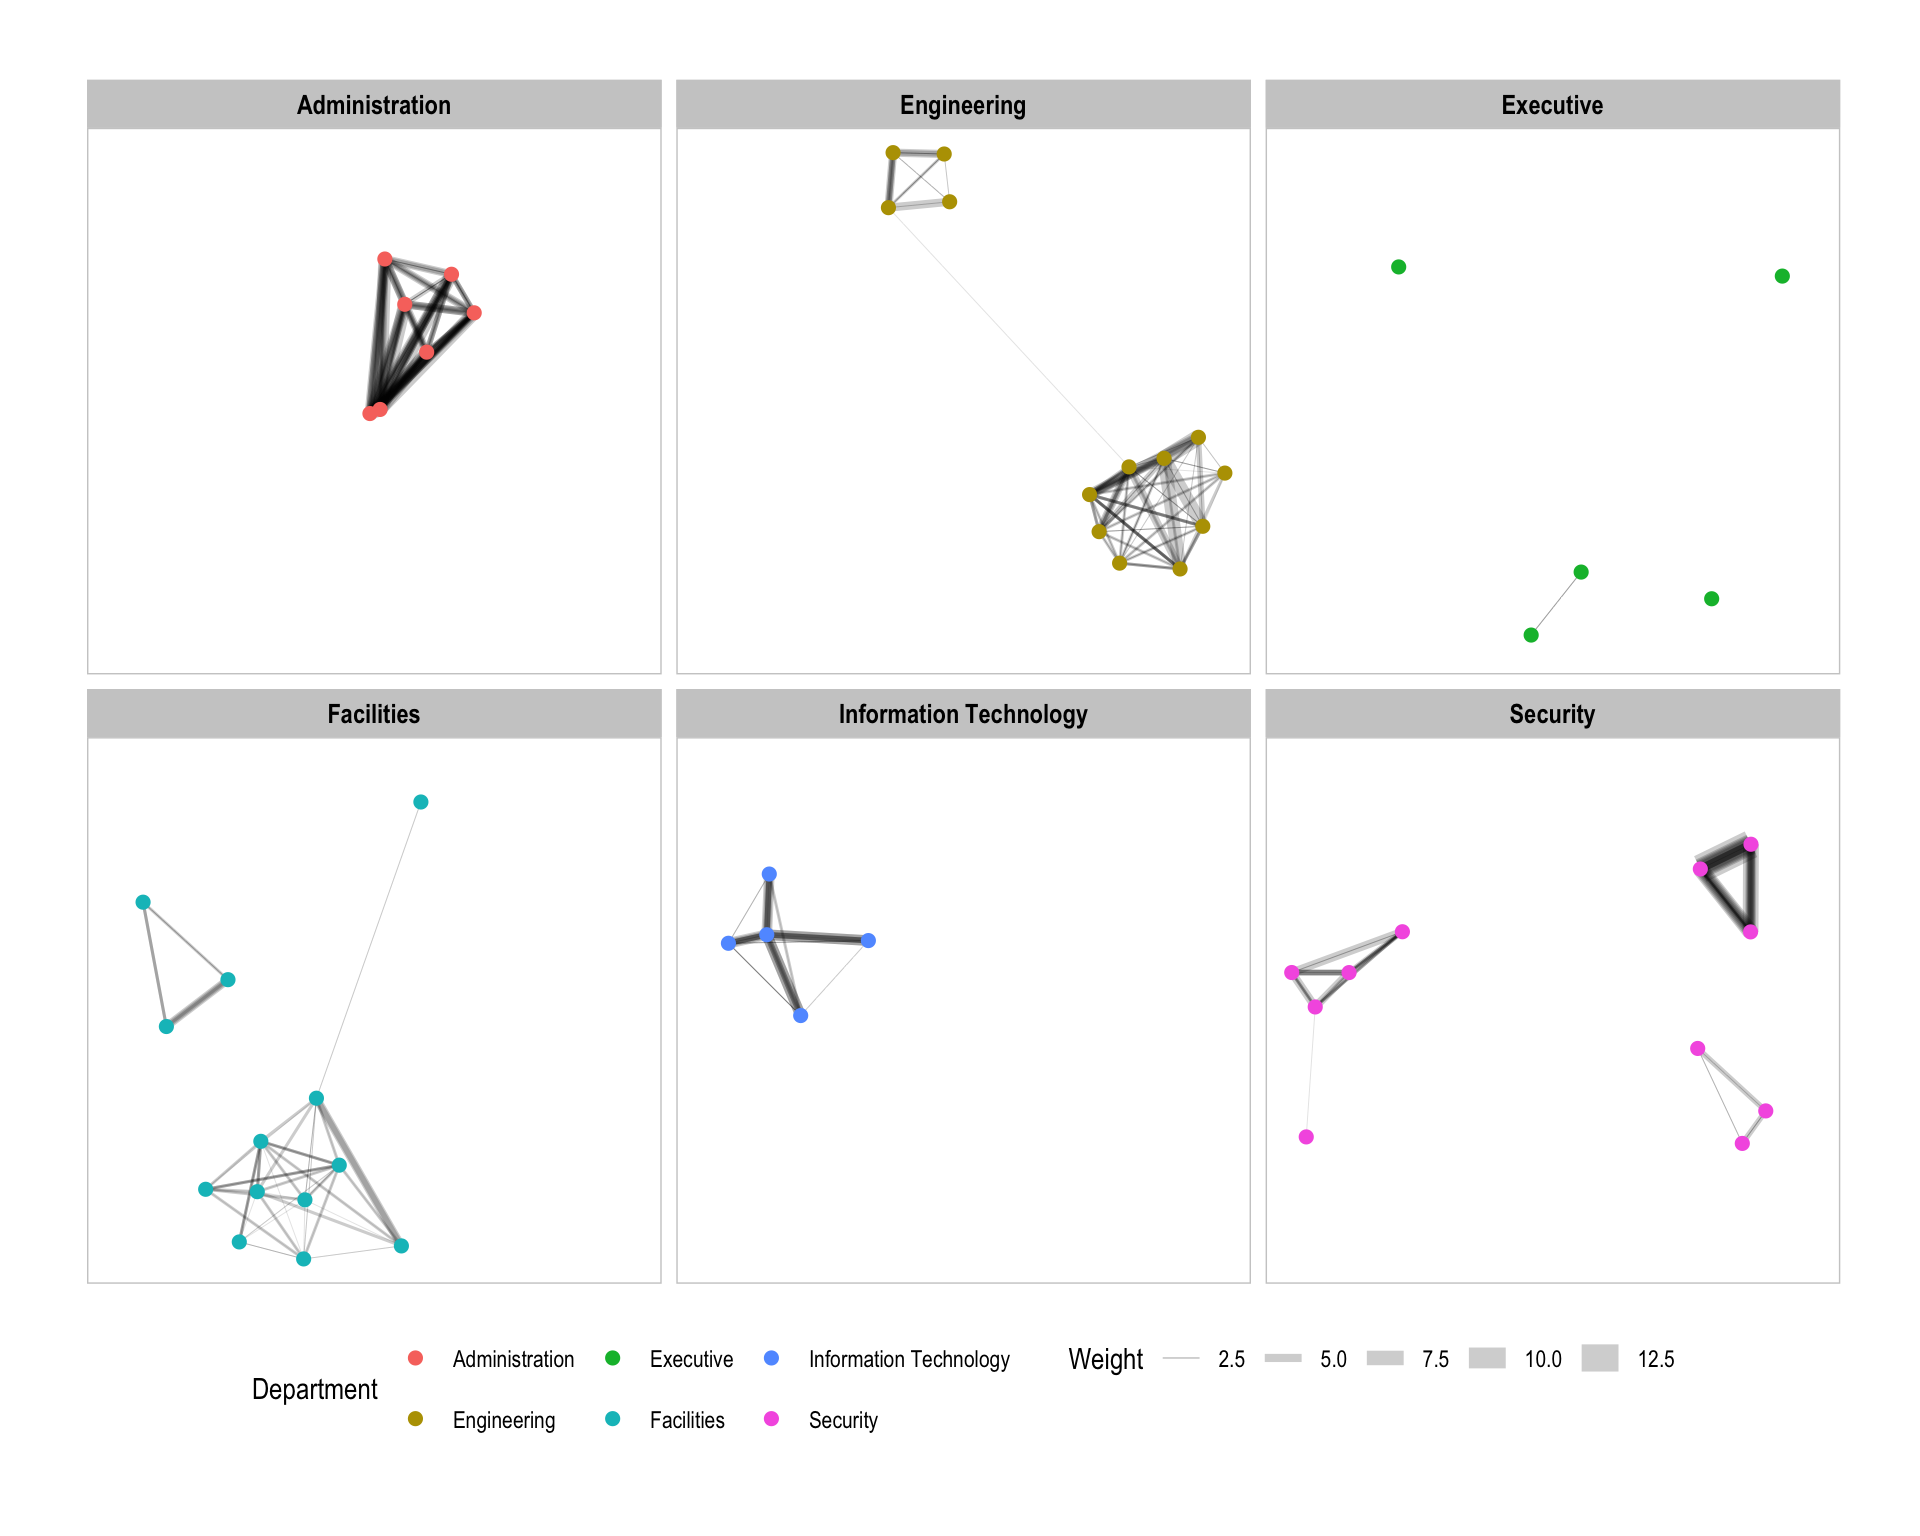 Administration
Engineering
Executive
Facilities
Information Technology
Security
Department
Administration
Executive
Information Technology
Engineering
Facilities
Security
Weight
2.5
5.0
7.5
10.0
12.5